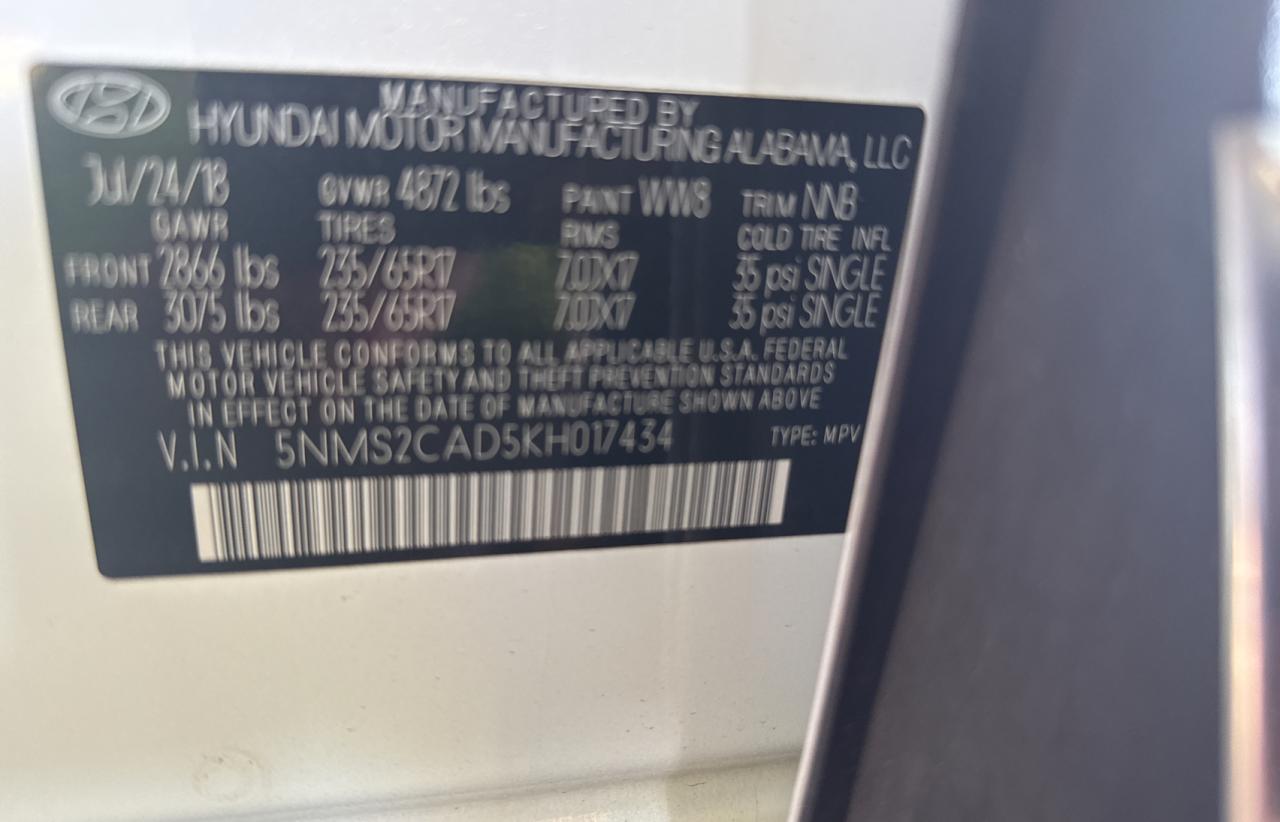 MANUFACTURED BY
HYUNDAI MOTOR MANUFACTURING ALABAMA, LLC
Jul/24/18 GVWR 4872 lbs PAINT WW8 TRIM NNB
GAWR TIRES RIMS COLD TIRE INFL
FRONT 2866 lbs 235/65R17 7.0JX17 35 psi SINGLE
REAR 3075 lbs 235/65R17 7.0JX17 35 psi SINGLE
THIS VEHICLE CONFORMS TO ALL APPLICABLE U.S.A. FEDERAL
MOTOR VEHICLE SAFETY AND THEFT PREVENTION STANDARDS
IN EFFECT ON THE DATE OF MANUFACTURE SHOWN ABOVE
V.I.N 5NMS2CAD5KH017434 TYPE: MPV